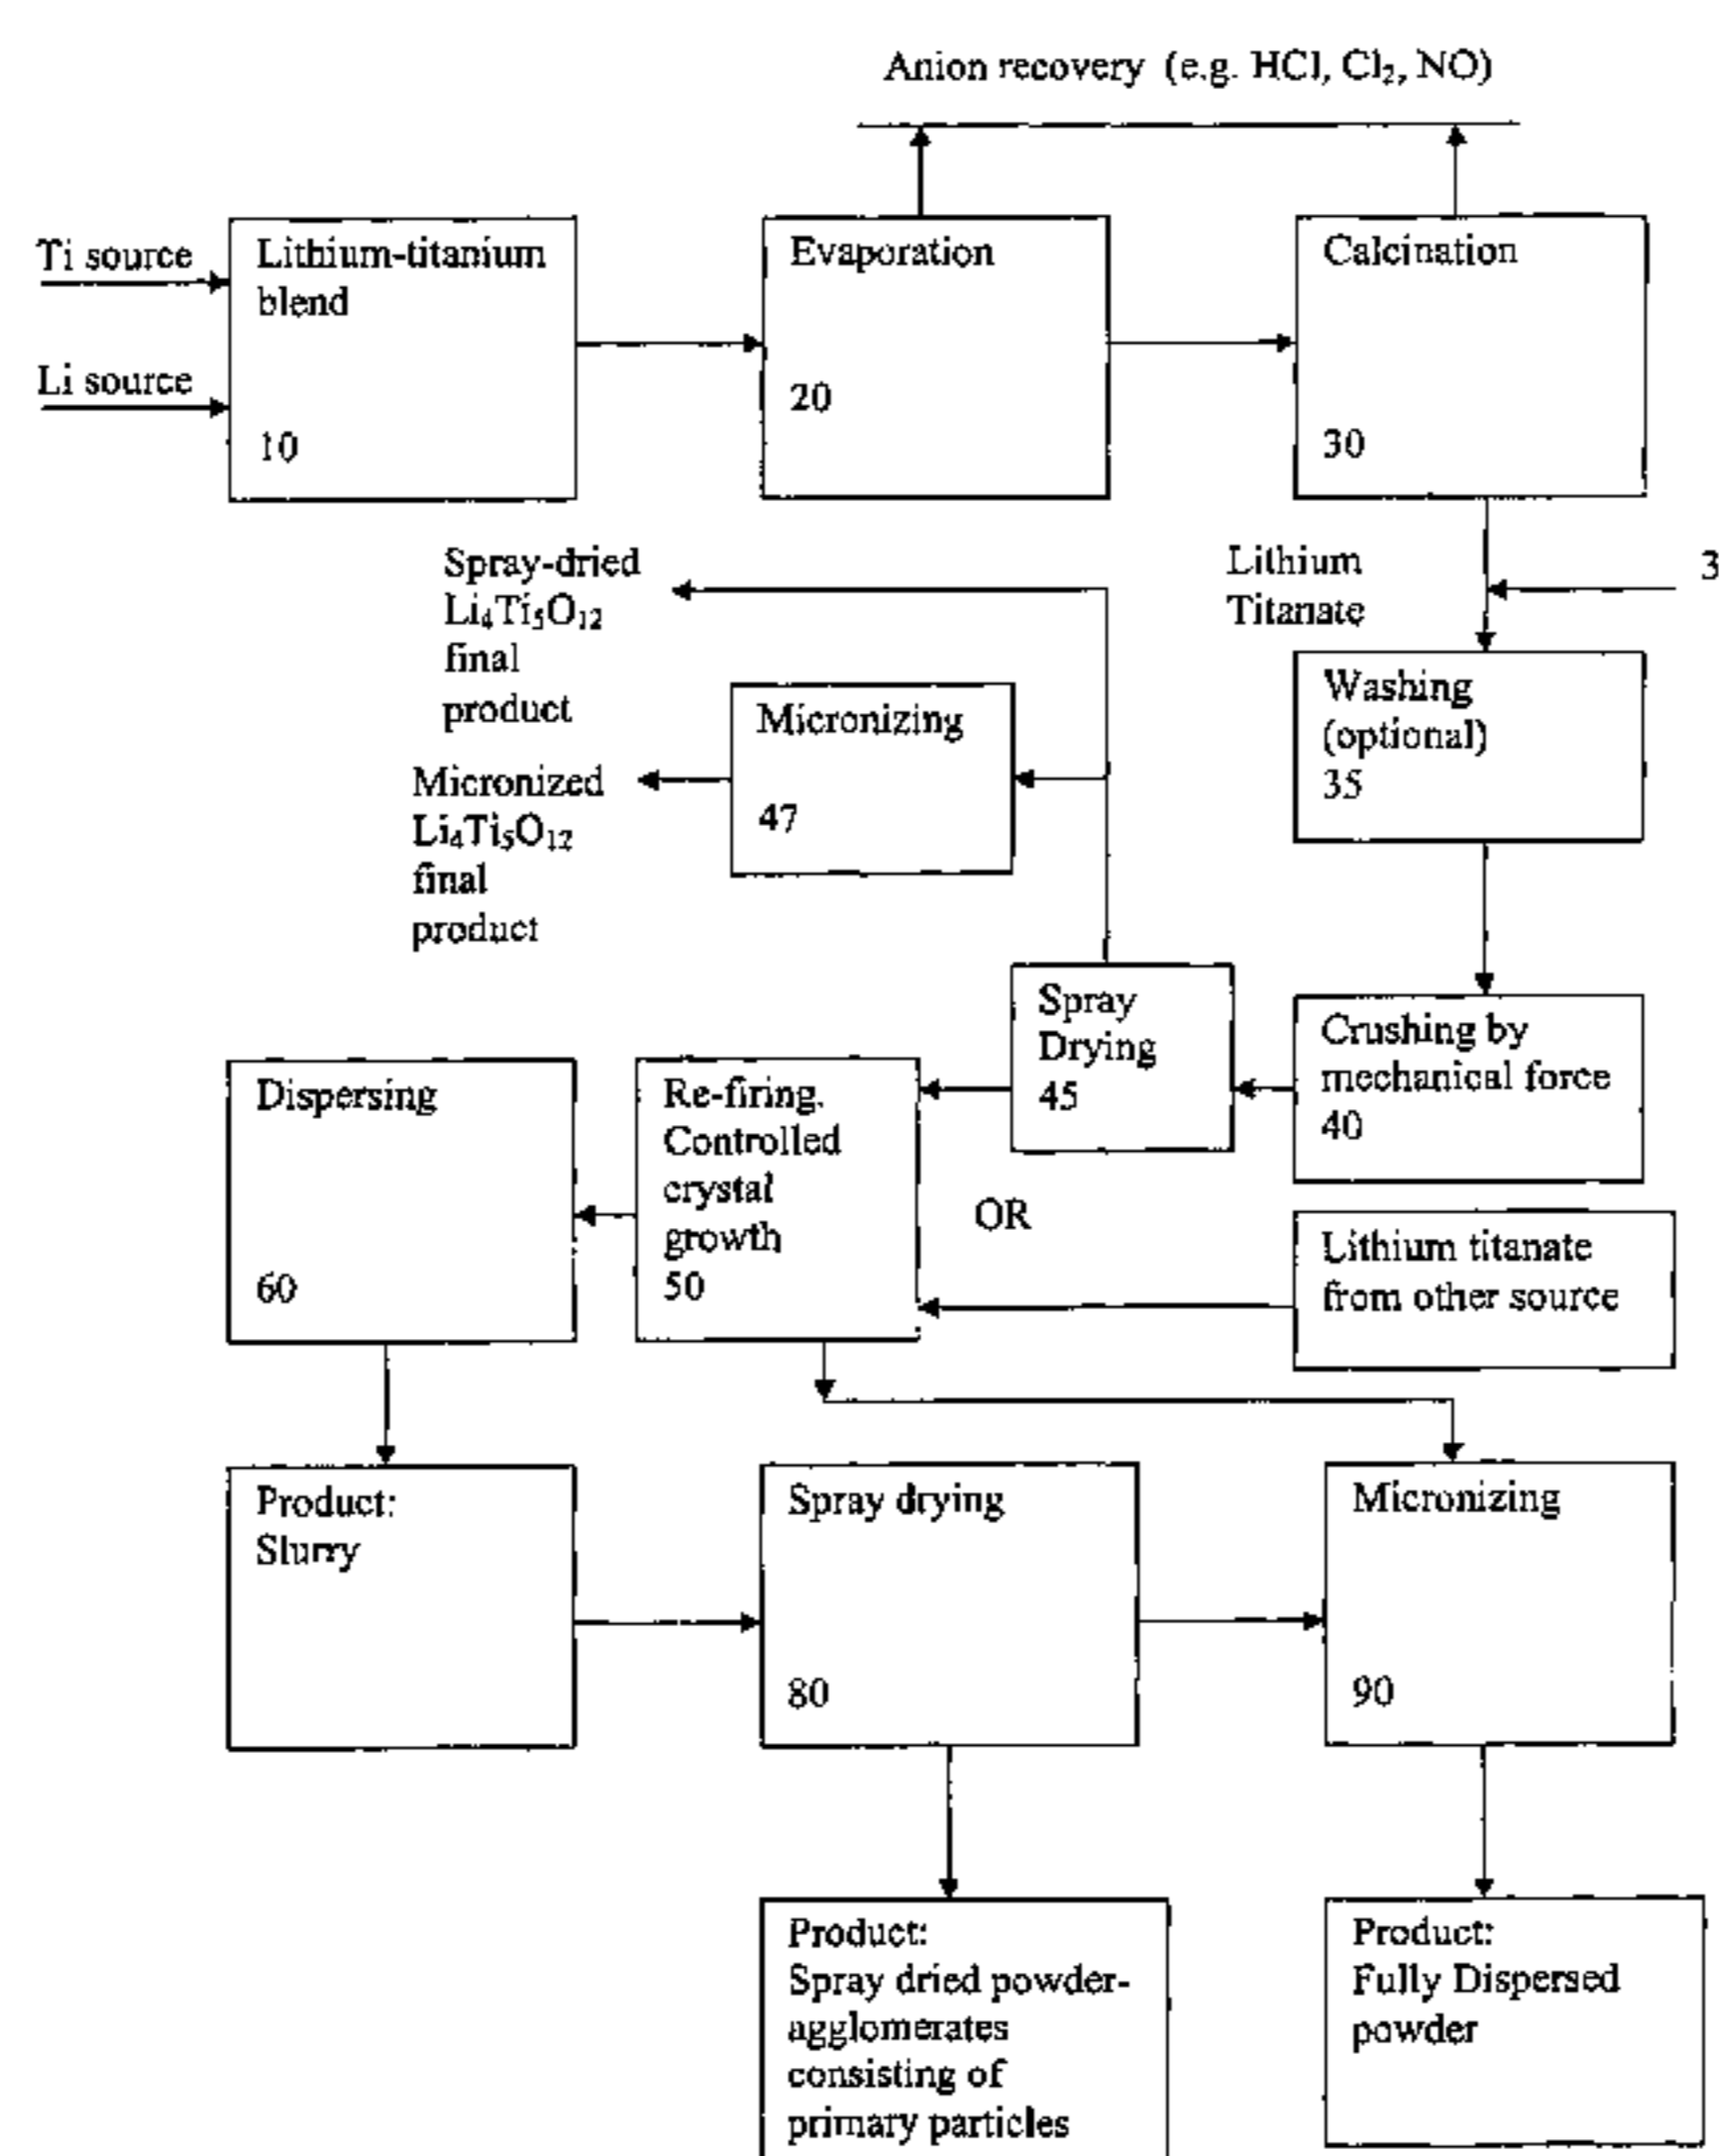 Anion recovery (e.g. HCl, Cl₂, NO)
Ti source
Li source
Lithium-titanium
blend
10
Evaporation
20
Calcination
30
Spray-dried
Li₄Ti₅O₁₂
final
product
Lithium
Titanate
3
Micronizing
47
Micronized
Li₄Ti₅O₁₂
final
product
Washing
(optional)
35
Spray
Drying
45
Crushing by
mechanical force
40
Dispersing
60
Re-firing.
Controlled
crystal
growth
50
OR
Lithium titanate
from other source
Product:
Slurry
Spray drying
80
Micronizing
90
Product:
Spray dried powder-
agglomerates
consisting of
primary particles
Product:
Fully Dispersed
powder